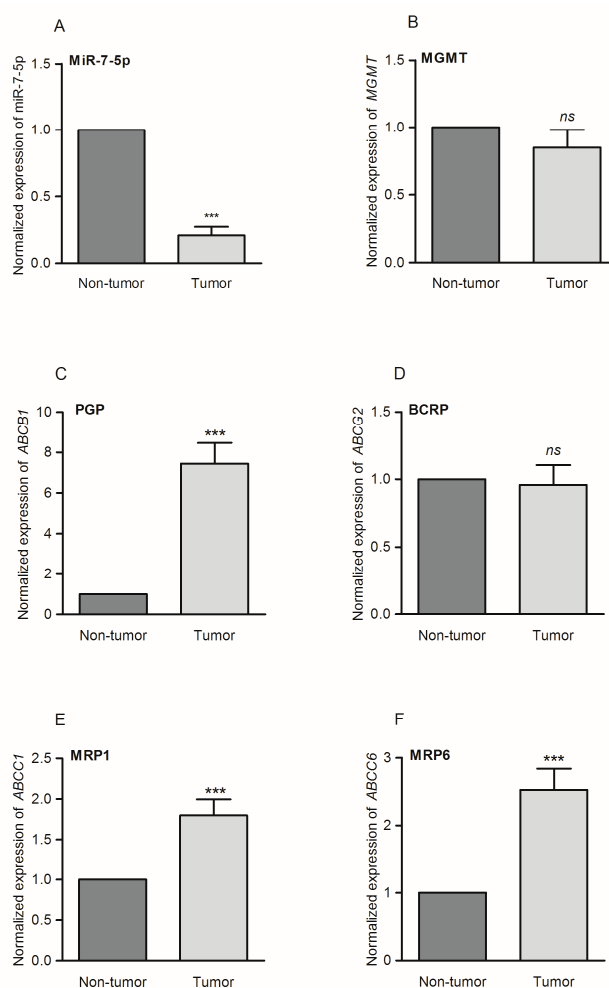 A
MiR-7-5p
Normalized expression of miR-7-5p
1.5
1.0
0.5
0.0
***
Non-tumor
Tumor
B
MGMT
Normalized expression of MGMT
1.5
1.0
0.5
0.0
ns
Non-tumor
Tumor
C
PGP
Normalized expression of ABCB1
10
8
6
4
2
0
***
Non-tumor
Tumor
D
BCRP
Normalized expression of ABCG2
1.5
1.0
0.5
0.0
ns
Non-tumor
Tumor
E
MRP1
Normalized expression of ABCC1
2.5
2.0
1.0
0.5
0.0
***
Non-tumor
Tumor
F
MRP6
Normalized expression of ABCC6
3
2
1
0
***
Non-tumor
Tumor